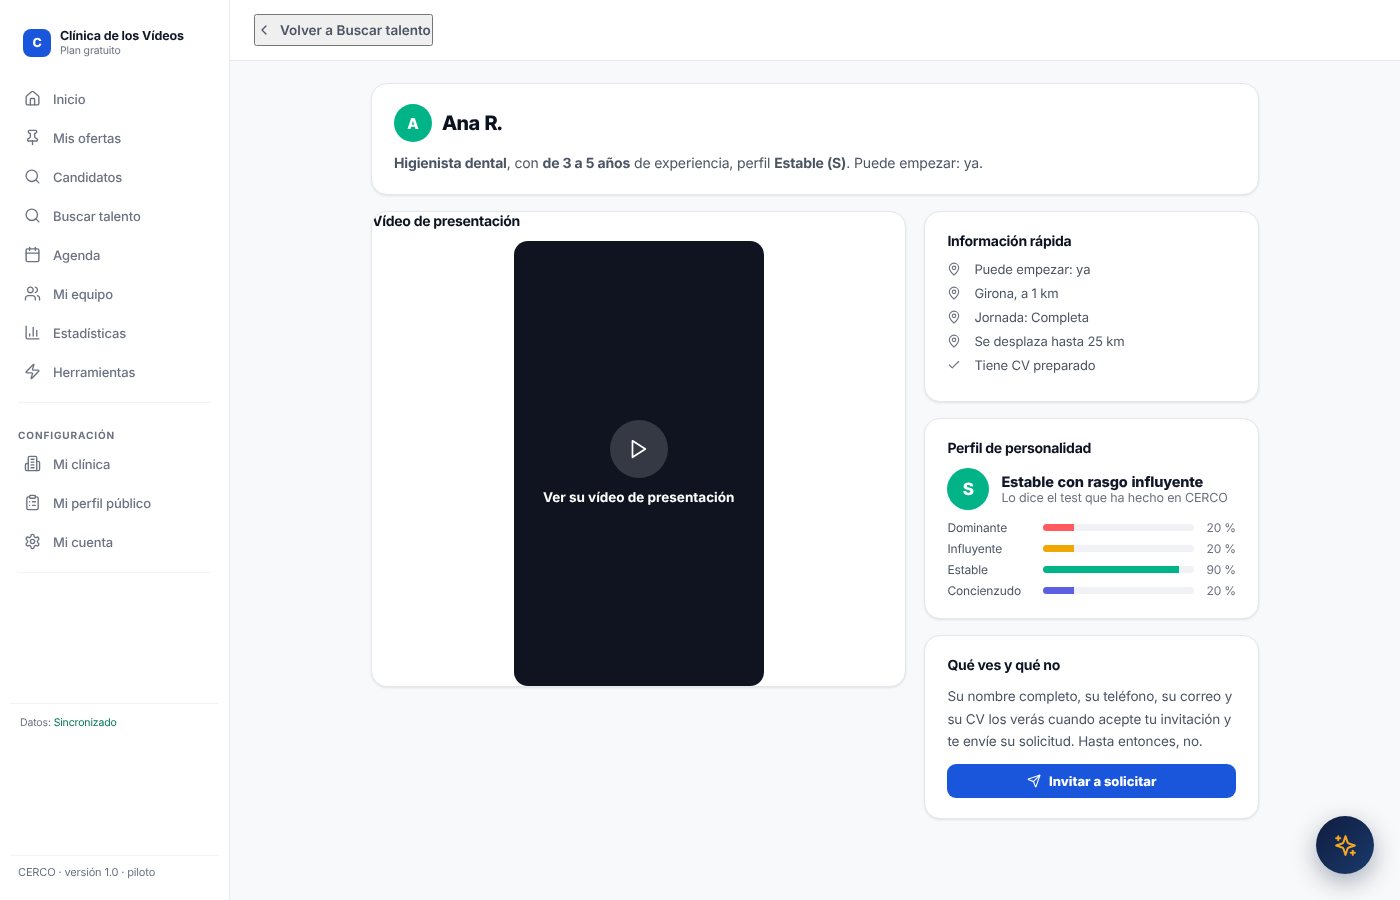 C
Clínica de los Vídeos
Plan gratuito
Inicio
Mis ofertas
Candidatos
Buscar talento
Agenda
Mi equipo
Estadísticas
Herramientas
CONFIGURACIÓN
Mi clínica
Mi perfil público
Mi cuenta
Datos: Sincronizado
CERCO · versión 1.0 · piloto
Volver a Buscar talento
A
Ana R.
Higienista dental, con de 3 a 5 años de experiencia, perfil Estable (S). Puede empezar: ya.
Vídeo de presentación
Ver su vídeo de presentación
Información rápida
Puede empezar: ya
Girona, a 1 km
Jornada: Completa
Se desplaza hasta 25 km
Tiene CV preparado
Perfil de personalidad
S
Estable con rasgo influyente
Lo dice el test que ha hecho en CERCO
Dominante 20 %
Influyente 20 %
Estable 90 %
Concienzudo 20 %
Qué ves y qué no
Su nombre completo, su teléfono, su correo y
su CV los verás cuando acepte tu invitación y
te envíe su solicitud. Hasta entonces, no.
Invitar a solicitar